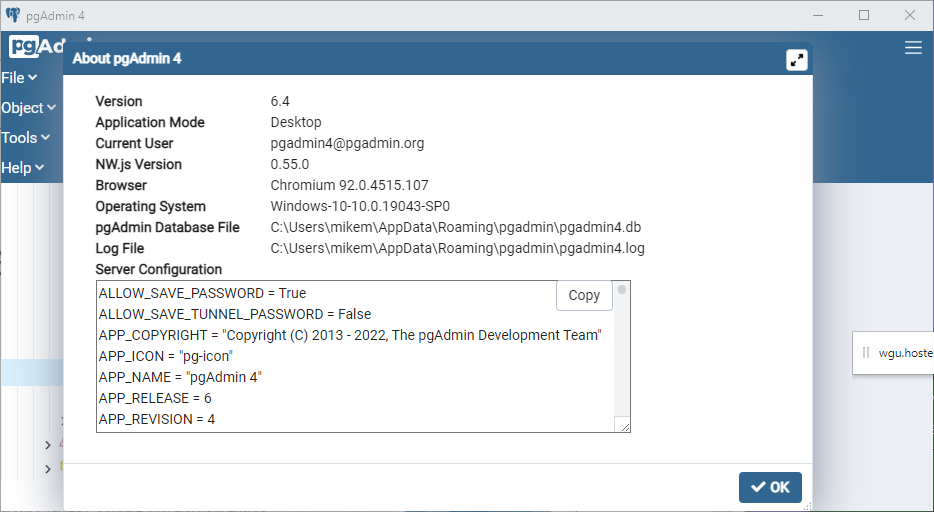 pgAdmin 4
pgAd
About pgAdmin 4
File
Object
Tools
Help
Version 6.4
Application Mode Desktop
Current User pgadmin4@pgadmin.org
NW.js Version 0.55.0
Browser Chromium 92.0.4515.107
Operating System Windows-10-10.0.19043-SP0
pgAdmin Database File C:\Users\mikem\AppData\Roaming\pgadmin\pgadmin4.db
Log File C:\Users\mikem\AppData\Roaming\pgadmin\pgadmin4.log
Server Configuration
ALLOW_SAVE_PASSWORD = True
Copy
ALLOW_SAVE_TUNNEL_PASSWORD = False
APP_COPYRIGHT = "Copyright (C) 2013 - 2022, The pgAdmin Development Team"
APP_ICON = "pg-icon"
APP_NAME = "pgAdmin 4"
APP_RELEASE = 6
APP_REVISION = 4
wgu.hoste
OK